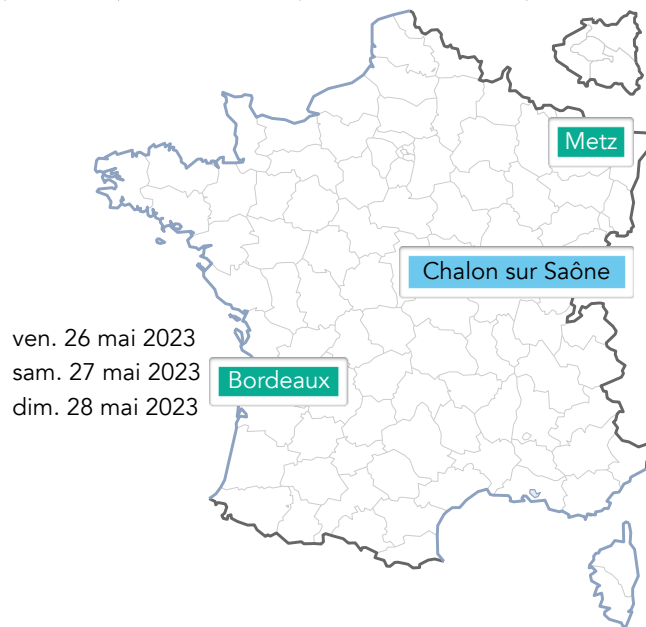 Metz
Chalon sur Saône
ven. 26 mai 2023
sam. 27 mai 2023
dim. 28 mai 2023
Bordeaux